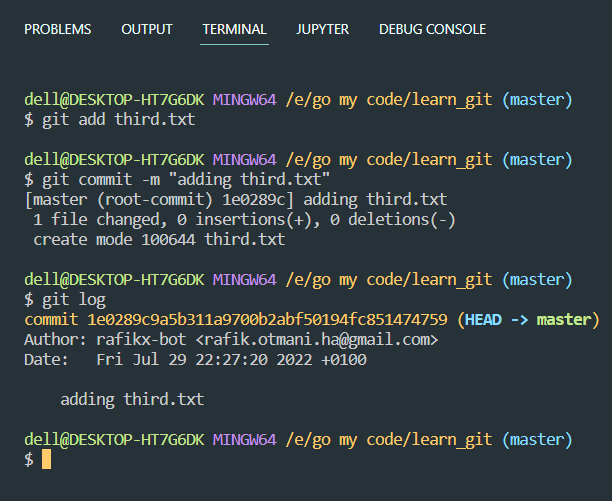 PROBLEMS OUTPUT TERMINAL JUPYTER DEBUG CONSOLE
dell@DESKTOP-HT7G6DK MINGW64 /e/go my code/learn_git (master)
$ git add third.txt
dell@DESKTOP-HT7G6DK MINGW64 /e/go my code/learn_git (master)
$ git commit -m "adding third.txt"
[master (root-commit) 1e0289c] adding third.txt
 1 file changed, 0 insertions(+), 0 deletions(-)
 create mode 100644 third.txt
dell@DESKTOP-HT7G6DK MINGW64 /e/go my code/learn_git (master)
$ git log
commit 1e0289c9a5b311a9700b2abf50194fc851474759 (HEAD -> master)
Author: rafikx-bot <rafik.otmani.ha@gmail.com>
Date:   Fri Jul 29 22:27:20 2022 +0100
    adding third.txt
dell@DESKTOP-HT7G6DK MINGW64 /e/go my code/learn_git (master)
$